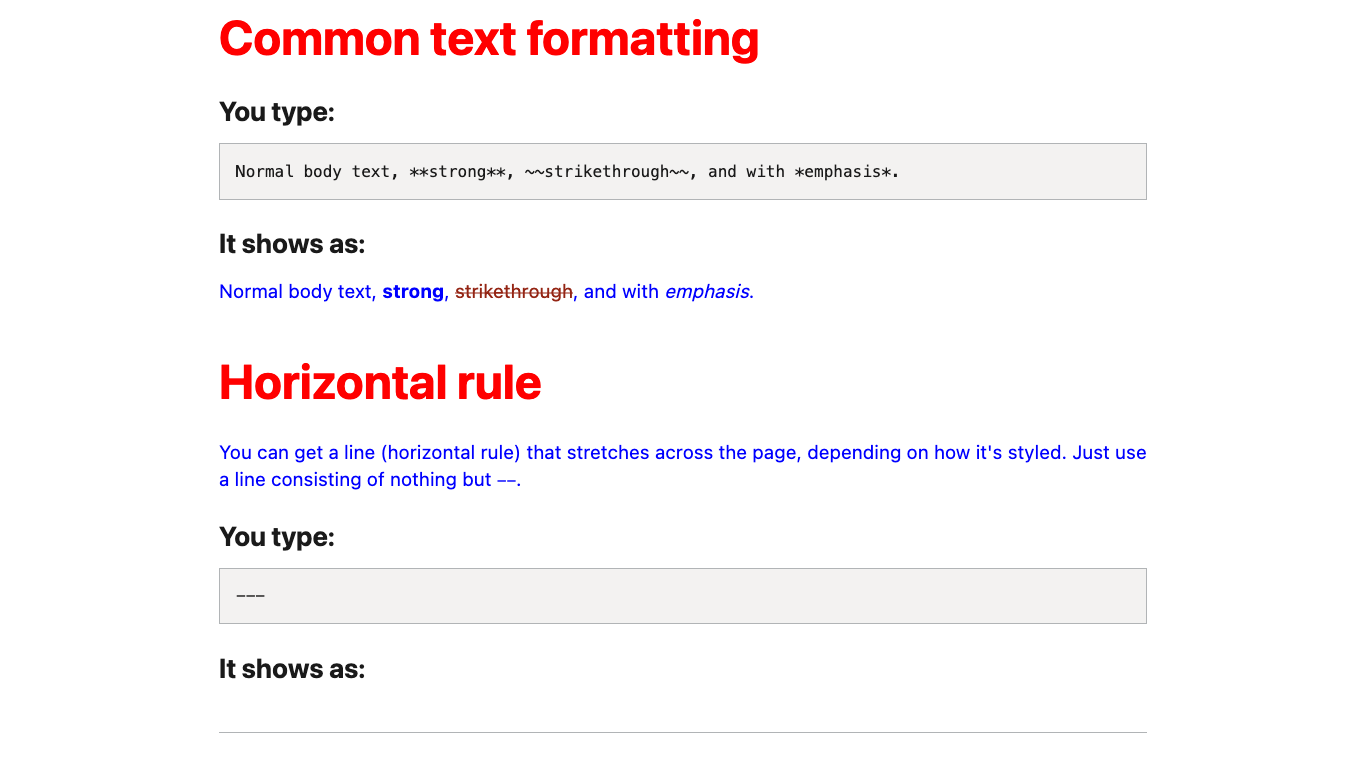 Common text formatting
You type:
Normal body text, **strong**, ~~strikethrough~~, and with *emphasis*.
It shows as:
Normal body text, strong, strikethrough, and with emphasis.
Horizontal rule
You can get a line (horizontal rule) that stretches across the page, depending on how it's styled. Just use
a line consisting of nothing but --.
You type:
---
It shows as: